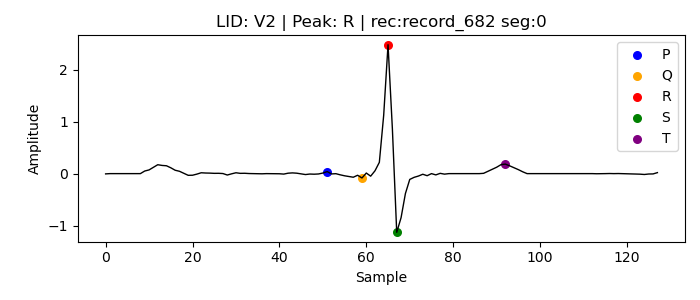 LID: V2 | Peak: R | rec:record_682 seg:0
Amplitude
2
1
0
−1
P
Q
R
S
T
0
20
40
60
80
100
120
Sample